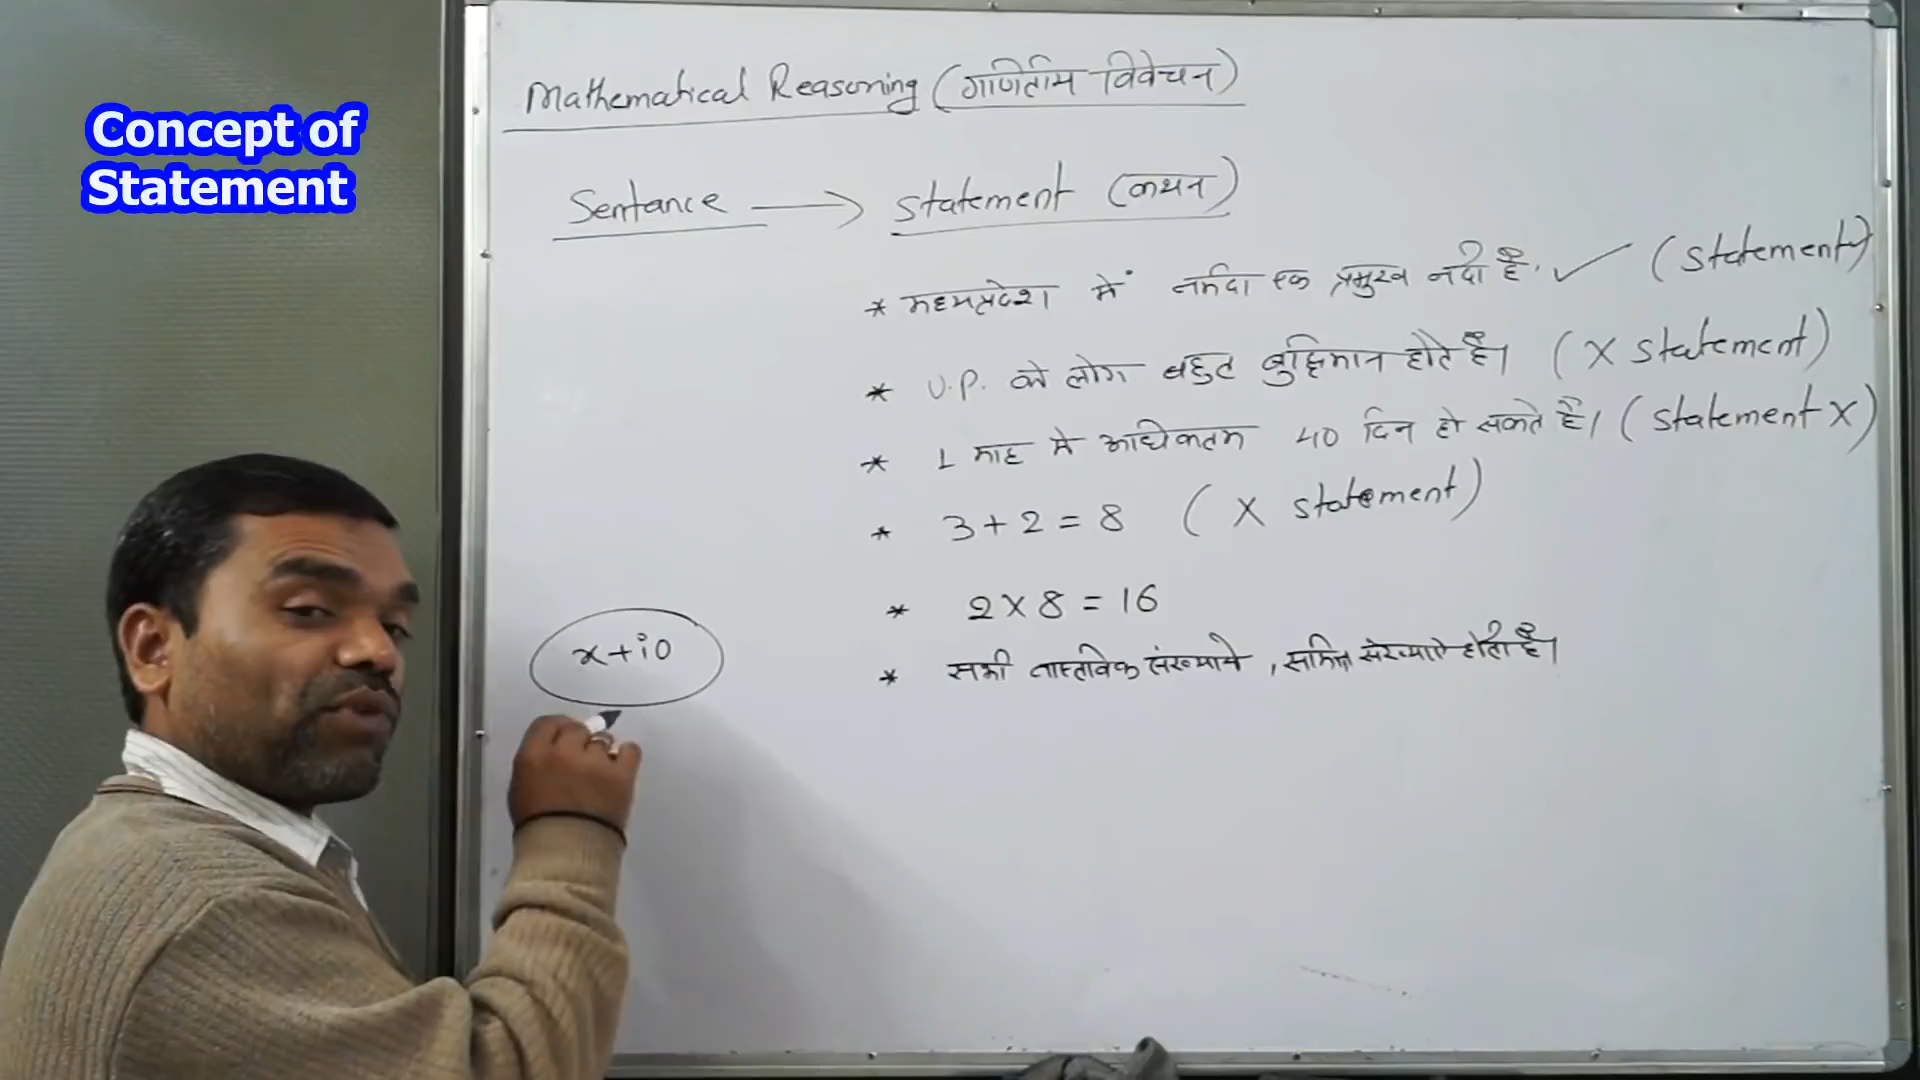 Concept of
Statement
Mathematical Reasoning (गणितीय विवेचन)
Sentance → Statement (कथन)
* मध्यप्रदेश में नर्मदा एक प्रमुख नदी है. ✓ (Statement)
* U.P. के लोग बहुत बुद्धिमान होते है। (X Statement)
* 1 माह मे अधिकतम 40 दिन हो सकते है। (Statement X)
* 3 + 2 = 8 (X Statement)
* 2 X 8 = 16
x+i0
* सभी वास्तविक संख्याये, समिश्र संख्याऐ होती है।